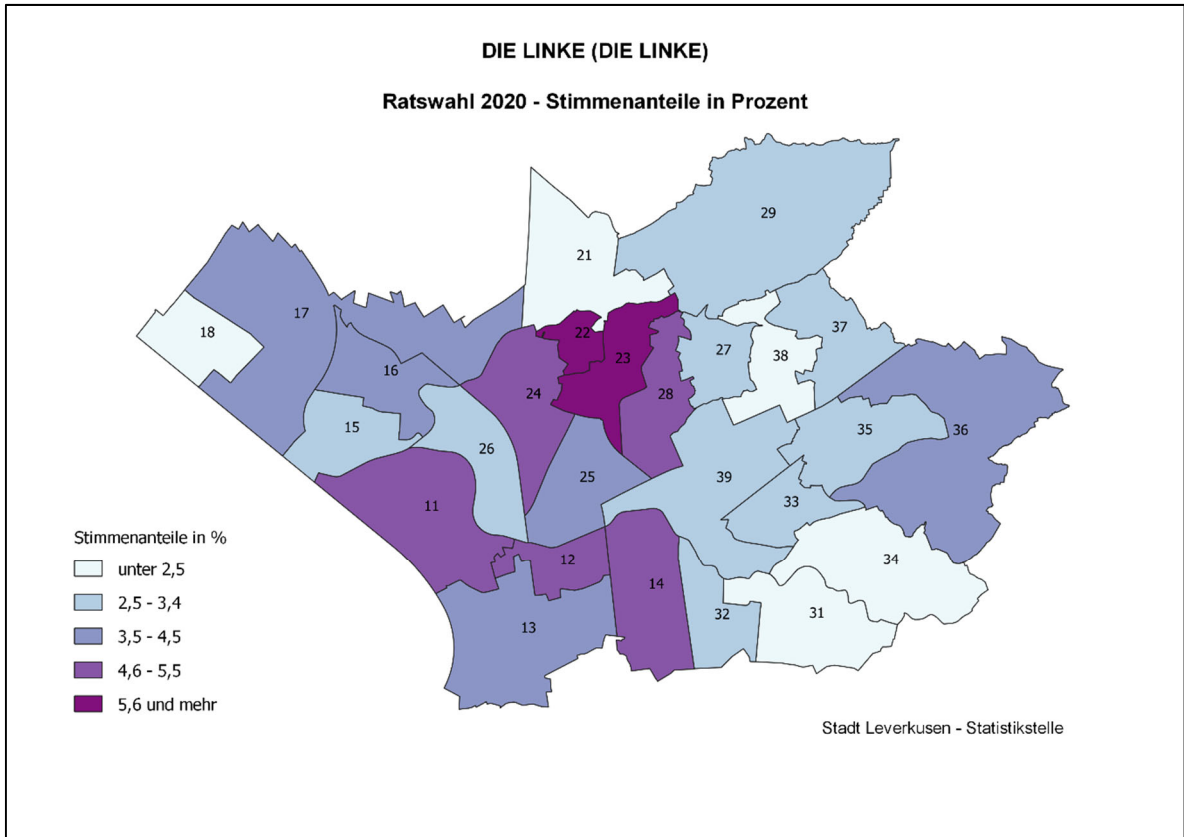 DIE LINKE (DIE LINKE)
Ratswahl 2020 - Stimmenanteile in Prozent
29
21
17
18
22
23
27
37
38
16
24
28
15
26
35
36
25
39
11
33
12
34
14
32
31
13
Stimmenanteile in %
unter 2,5
2,5 - 3,4
3,5 - 4,5
4,6 - 5,5
5,6 und mehr
Stadt Leverkusen - Statistikstelle